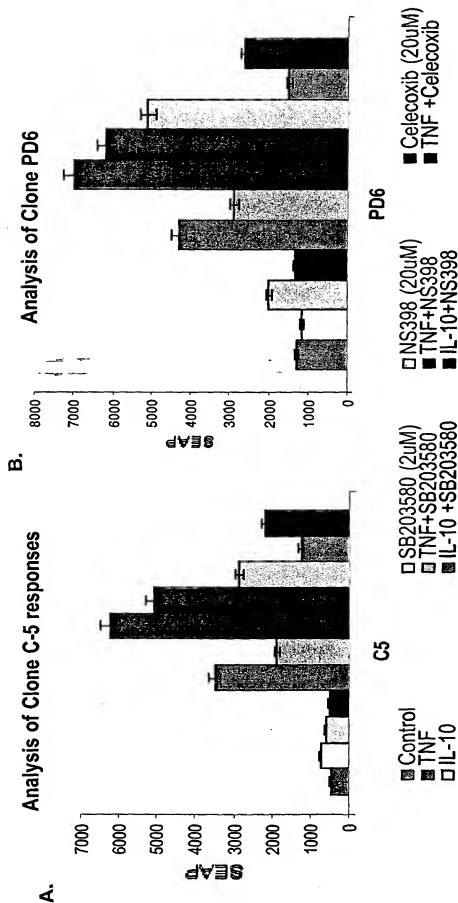 A.
Analysis of Clone C-5 responses
SEAP
7000
6000
5000
4000
3000
2000
1000
0
C5
B.
Analysis of Clone PD6
SEAP
8000
7000
6000
5000
4000
3000
2000
1000
0
PD6
Control
TNF
IL-10
SB203580 (2uM)
TNF+SB203580
IL-10 +SB203580
NS398 (20uM)
TNF+NS398
IL-10+NS398
Celecoxib (20uM)
TNF +Celecoxib